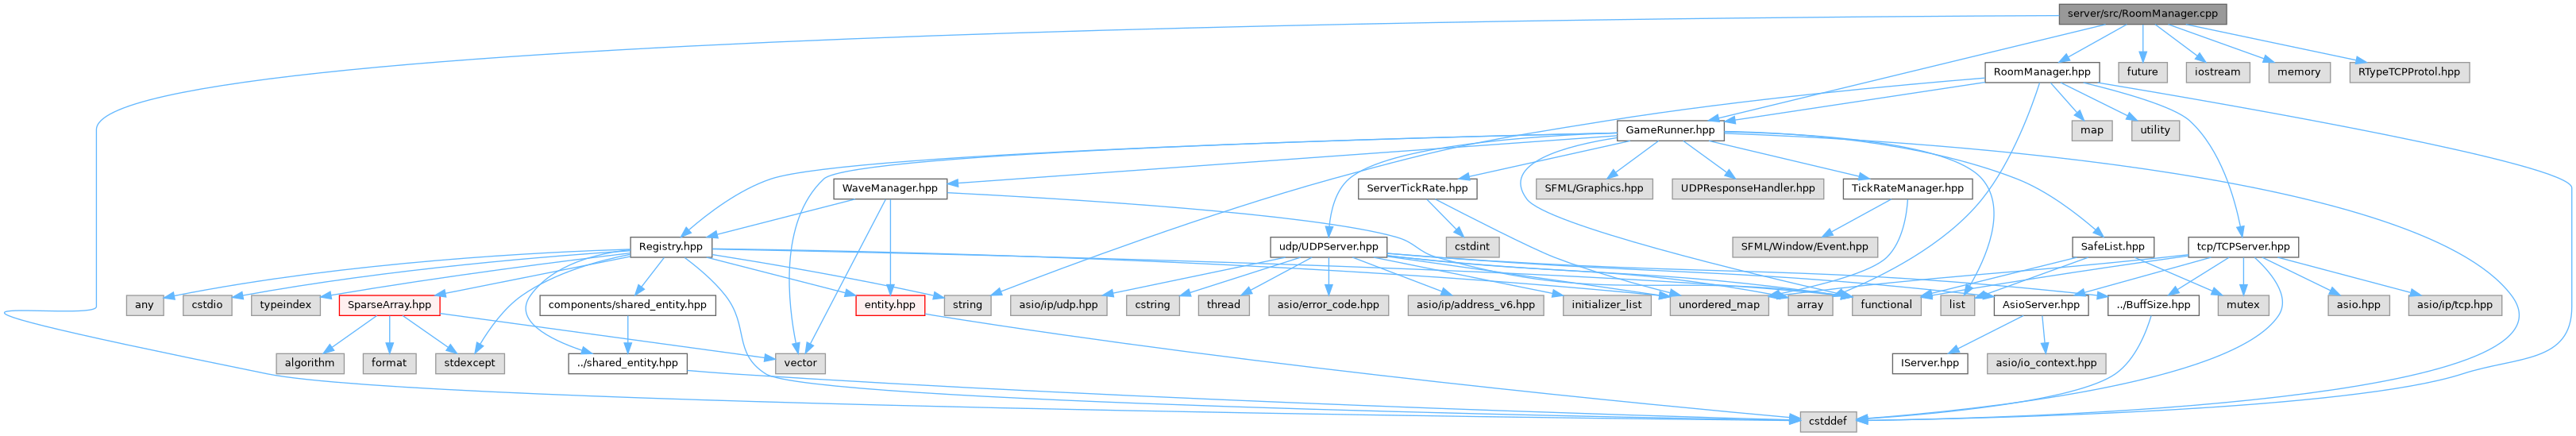 server/src/RoomManager.cpp
RoomManager.hpp
future
iostream
memory
RTypeTCPProtol.hpp
GameRunner.hpp
map
utility
WaveManager.hpp
ServerTickRate.hpp
SFML/Graphics.hpp
UDPResponseHandler.hpp
TickRateManager.hpp
Registry.hpp
udp/UDPServer.hpp
cstdint
SFML/Window/Event.hpp
SafeList.hpp
tcp/TCPServer.hpp
any
cstdio
typeindex
SparseArray.hpp
components/shared_entity.hpp
entity.hpp
string
asio/ip/udp.hpp
cstring
thread
asio/error_code.hpp
asio/ip/address_v6.hpp
initializer_list
unordered_map
array
functional
list
AsioServer.hpp
../BuffSize.hpp
mutex
asio.hpp
asio/ip/tcp.hpp
algorithm
format
stdexcept
../shared_entity.hpp
vector
IServer.hpp
asio/io_context.hpp
cstddef